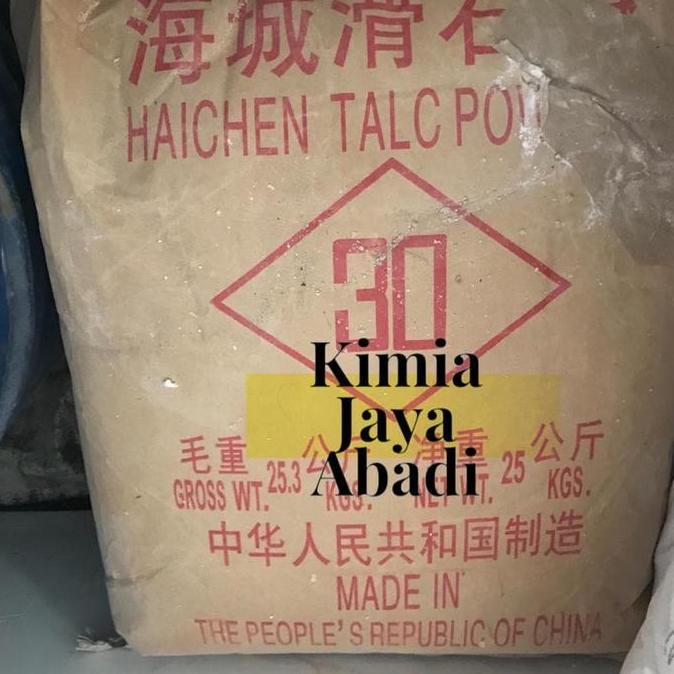 海城滑石
HAICHEN TALC POW
30
Kimia
Jaya
Abadi
毛重 25.3 公斤 净重 25 公斤
GROSS WT. KGS. NET WT. KGS.
中华人民共和国制造
MADE IN
THE PEOPLE'S REPUBLIC OF CHINA